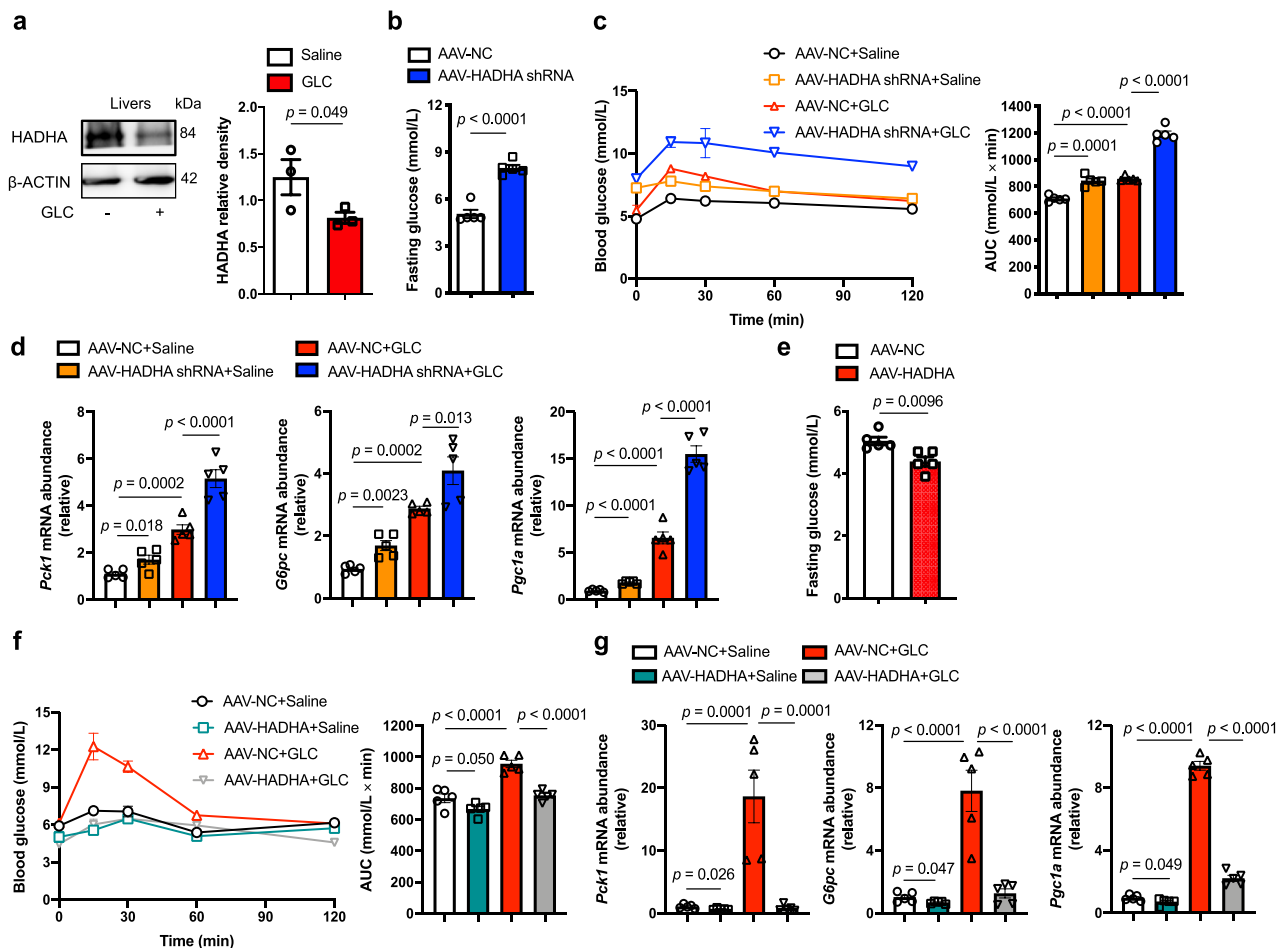 a
Livers
kDa
HADHA
84
β-ACTIN
42
GLC
-
+
Saline
GLC
p = 0.049
HADHA relative density
2.0
1.5
1.0
0.5
0.0
b
AAV-NC
AAV-HADHA shRNA
p < 0.0001
Fasting glucose (mmol/L)
9
6
3
0
c
AAV-NC+Saline
AAV-HADHA shRNA+Saline
AAV-NC+GLC
AAV-HADHA shRNA+GLC
Blood glucose (mmol/L)
15
10
5
0
0
30
60
90
120
Time (min)
p < 0.0001
p < 0.0001
p = 0.0001
AUC (mmol/L × min)
1400
1200
1000
800
600
400
200
0
d
AAV-NC+Saline
AAV-NC+GLC
AAV-HADHA shRNA+Saline
AAV-HADHA shRNA+GLC
Pck1 mRNA abundance
(relative)
8
6
4
2
0
p < 0.0001
p = 0.0002
p = 0.018
G6pc mRNA abundance
(relative)
6
4
2
0
p = 0.013
p = 0.0002
p = 0.0023
Pgc1a mRNA abundance
(relative)
20
15
10
5
0
p < 0.0001
p < 0.0001
p = 0.0001
e
AAV-NC
AAV-HADHA
p = 0.0096
Fasting glucose (mmol/L)
8
6
4
2
0
f
AAV-NC+Saline
AAV-HADHA+Saline
AAV-NC+GLC
AAV-HADHA+GLC
Blood glucose (mmol/L)
15
12
9
6
3
0
30
60
90
120
Time (min)
p < 0.0001
p < 0.0001
p = 0.050
AUC (mmol/L × min)
1200
1000
800
600
400
200
0
g
AAV-NC+Saline
AAV-NC+GLC
AAV-HADHA+Saline
AAV-HADHA+GLC
Pck1 mRNA abundance
(relative)
30
20
10
0
p = 0.0001
p = 0.0001
p = 0.026
G6pc mRNA abundance
(relative)
12
8
4
0
p < 0.0001
p = 0.0001
p = 0.047
Pgc1a mRNA abundance
(relative)
12
8
4
0
p < 0.0001
p < 0.0001
p = 0.049